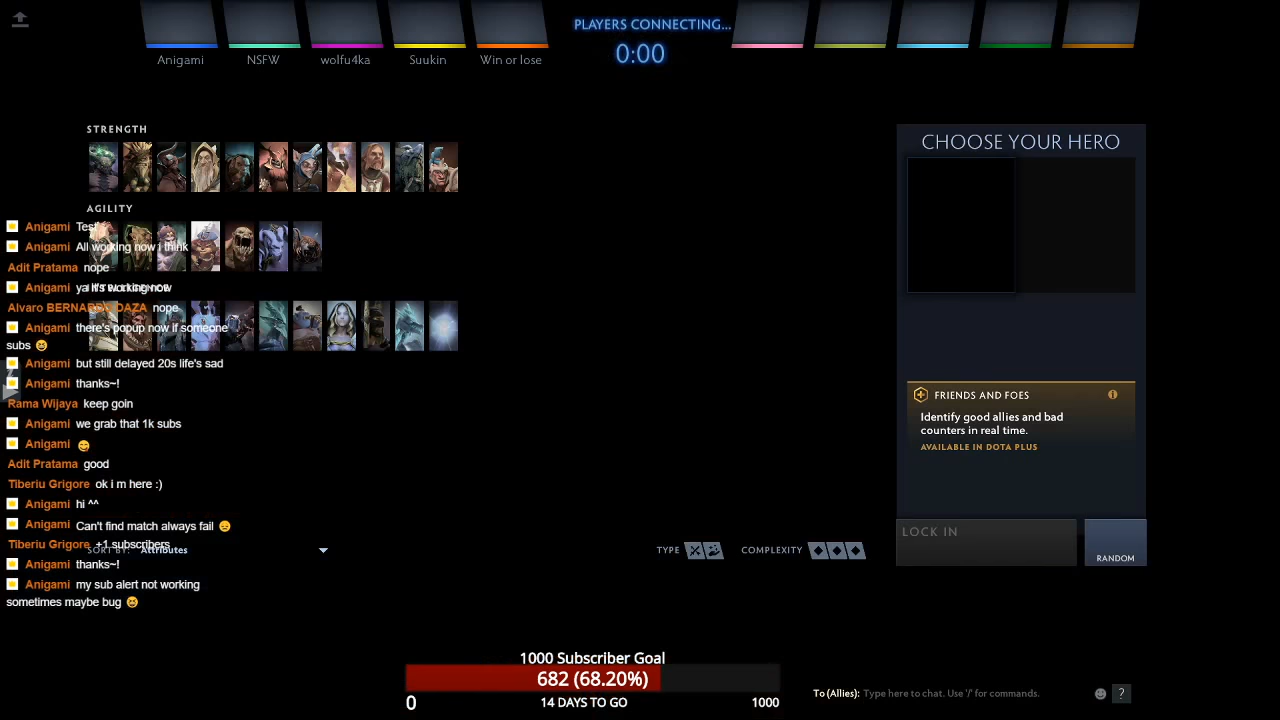 PLAYERS CONNECTING...
0:00
Anigami
NSFW
wolfu4ka
Suukin
Win or lose
STRENGTH
AGILITY
CHOOSE YOUR HERO
Anigami Test
Anigami All working now i think
Adit Pratama nope
Anigami ya it's working now
Alvaro BERNARDO DAZA nope
Anigami there's popup now if someone
subs 😆
Anigami but still delayed 20s life's sad
Anigami thanks~!
Rama Wijaya keep goin
Anigami we grab that 1k subs
Anigami 😄
Adit Pratama good
Tiberiu Grigore ok i m here :)
Anigami hi ^^
Anigami Can't find match always fail 😑
Tiberiu Grigore +1 subscribers
SORT BY: Attributes
Anigami thanks~!
Anigami my sub alert not working
sometimes maybe bug 😆
FRIENDS AND FOES
Identify good allies and bad
counters in real time.
AVAILABLE IN DOTA PLUS
LOCK IN
RANDOM
TYPE
COMPLEXITY
1000 Subscriber Goal
682 (68.20%)
0
14 DAYS TO GO
1000
To (Allies): Type here to chat. Use '/' for commands.
?